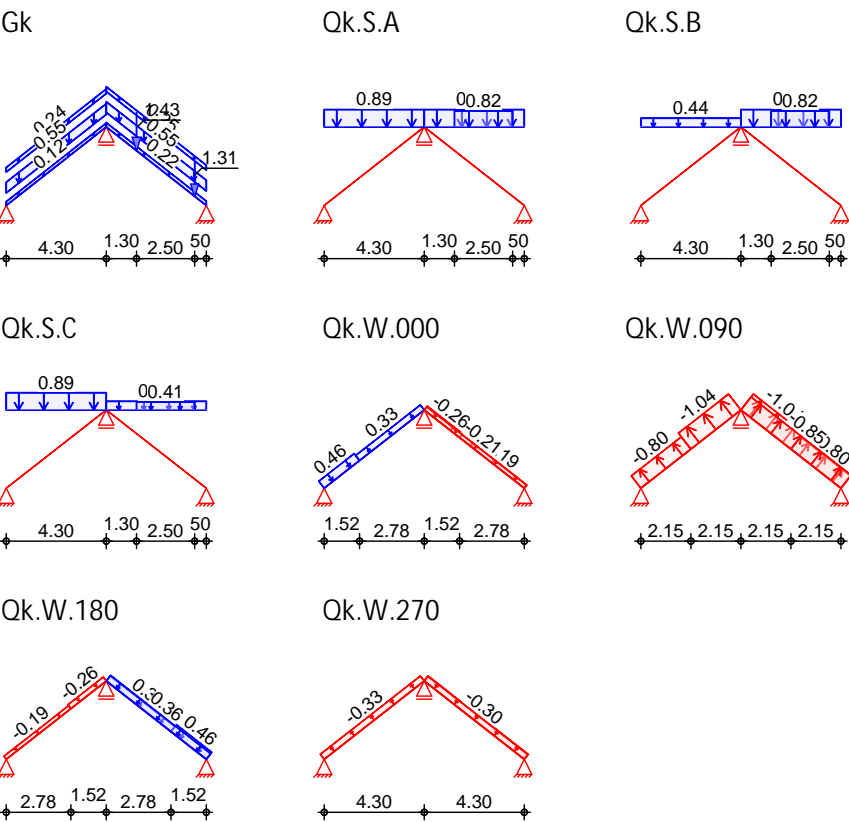 Gk Qk.S.A Qk.S.B
0.24 0.55 0.12 1.43 0.55 0.22 1.31
0.89 0.82
0.44 0.82
4.30 1.30 2.50 50
4.30 1.30 2.50 50
4.30 1.30 2.50 50
Qk.S.C Qk.W.000 Qk.W.090
0.89 0.41
0.46 0.33 -0.26 -0.21 19
-0.80 -1.04 -1.0 -0.85 0.80
4.30 1.30 2.50 50
1.52 2.78 1.52 2.78
2.15 2.15 2.15 2.15
Qk.W.180 Qk.W.270
-0.19 -0.26 0.36 0.46
-0.33 -0.30
2.78 1.52 2.78 1.52
4.30 4.30